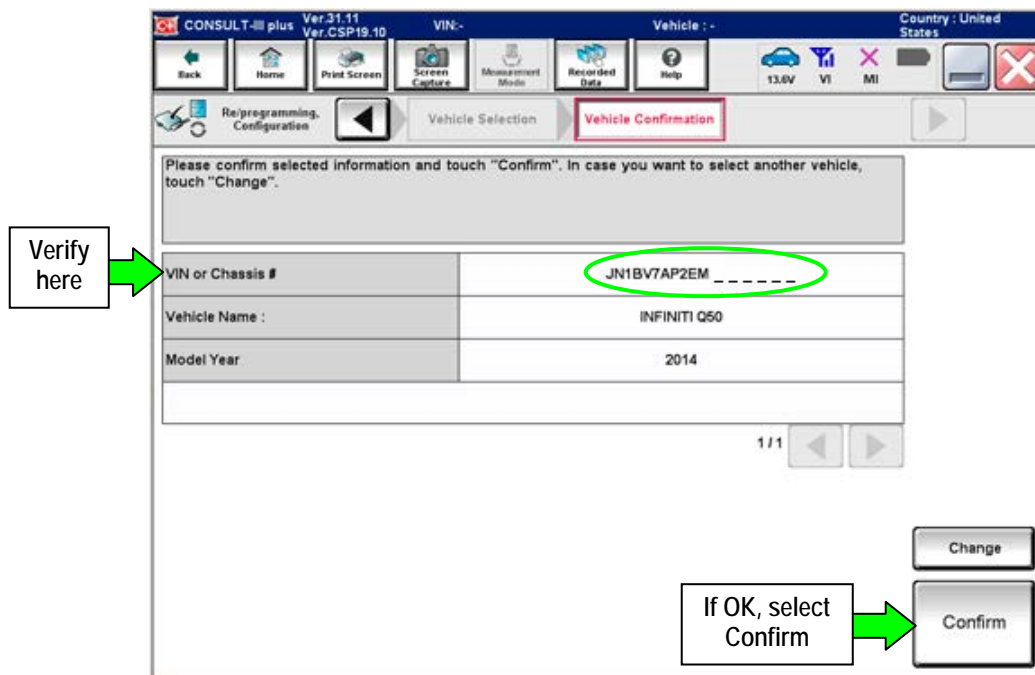 CONSULT-III plus Ver.31.11 VIN:- Vehicle : - Country : United
Ver.CSP19.10 States
Back Home Print Screen Screen Capture Measurement Mode Recorded Data Help 13.6V VI MI
Re/programming, Configuration Vehicle Selection Vehicle Confirmation
Please confirm selected information and touch "Confirm". In case you want to select another vehicle,
touch "Change".
Verify
here
VIN or Chassis # JN1BV7AP2EM _ _ _ _ _ _
Vehicle Name : INFINITI Q50
Model Year 2014
1/1
Change
If OK, select
Confirm
Confirm